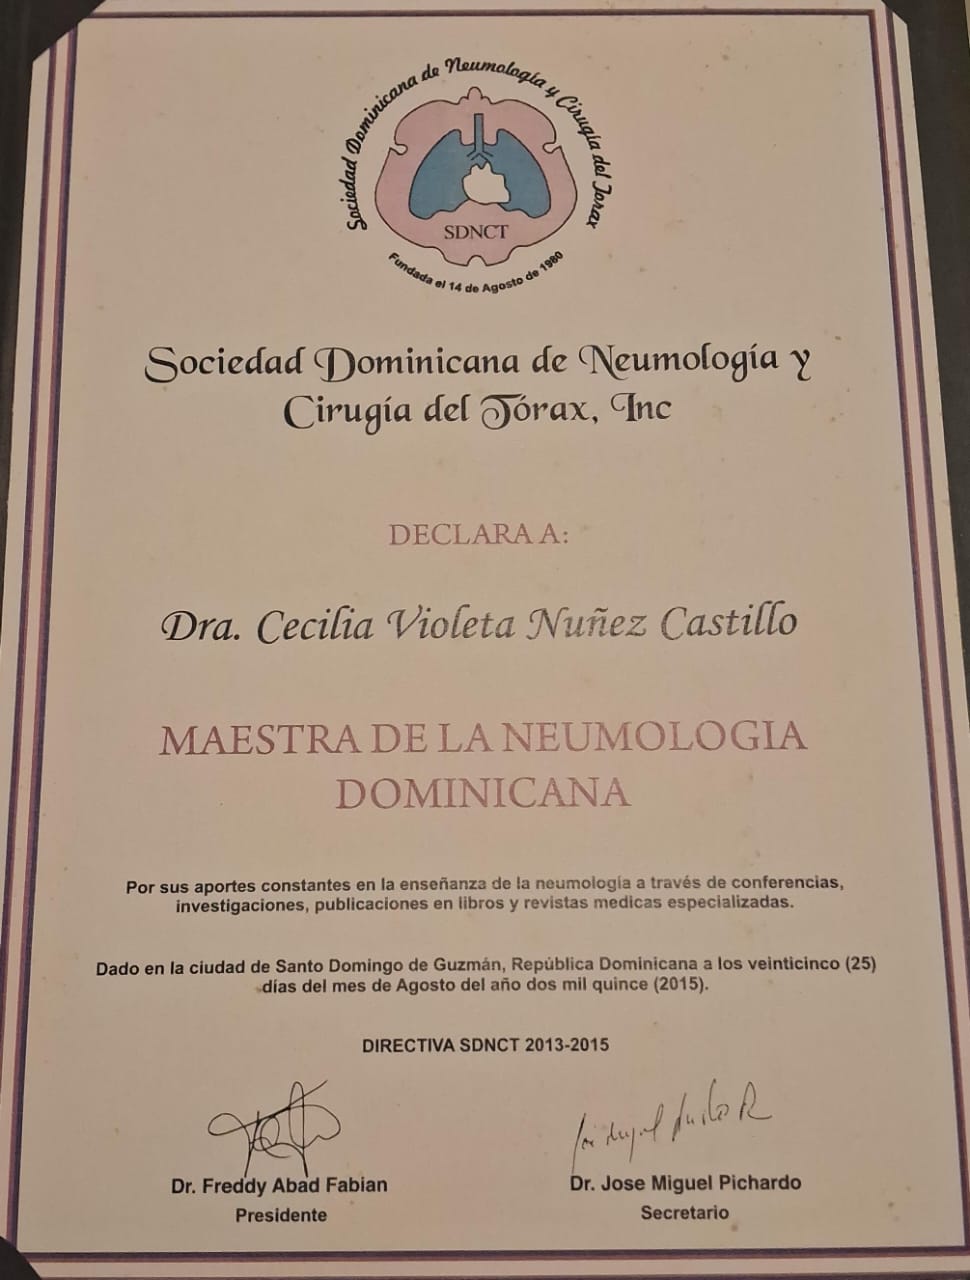 Sociedad Dominicana de Neumología y Cirugía del Torax
SDNCT
Fundada el 14 de Agosto de 1980
Sociedad Dominicana de Neumología y
Cirugía del Tórax, Inc
DECLARA A:
Dra. Cecilia Violeta Nuñez Castillo
MAESTRA DE LA NEUMOLOGIA
DOMINICANA
Por sus aportes constantes en la enseñanza de la neumología a través de conferencias,
investigaciones, publicaciones en libros y revistas medicas especializadas.
Dado en la ciudad de Santo Domingo de Guzmán, República Dominicana a los veinticinco (25)
días del mes de Agosto del año dos mil quince (2015).
DIRECTIVA SDNCT 2013-2015
Dr. Freddy Abad Fabian
Presidente
Dr. Jose Miguel Pichardo
Secretario